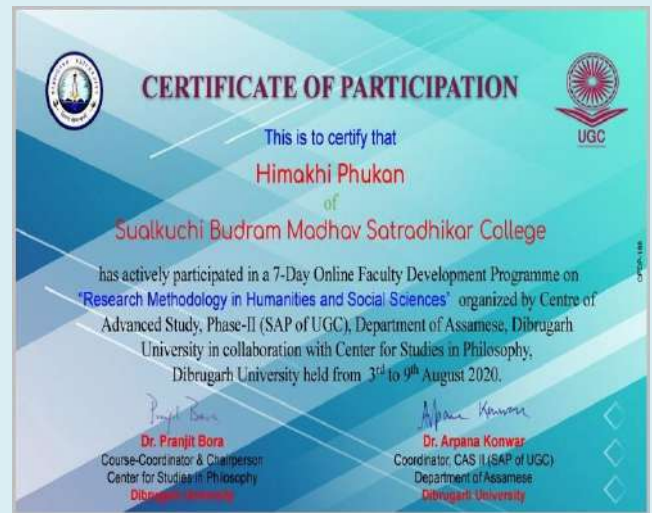 CERTIFICATE OF PARTICIPATION
UGC
This is to certify that
Himakhi Phukan
of
Sualkuchi Budram Madhav Satradhikar College
has actively participated in a 7-Day Online Faculty Development Programme on
"Research Methodology in Humanities and Social Sciences" organized by Centre of
Advanced Study, Phase-II (SAP of UGC), Department of Assamese, Dibrugarh
University in collaboration with Center for Studies in Philosophy,
Dibrugarh University held from 3rd to 9th August 2020.
Dr. Pranjit Bora
Course-Coordinator & Chairperson
Center for Studies in Philosophy
Dibrugarh University
Dr. Arpana Konwar
Coordinator, CAS II (SAP of UGC)
Department of Assamese
Dibrugarh University